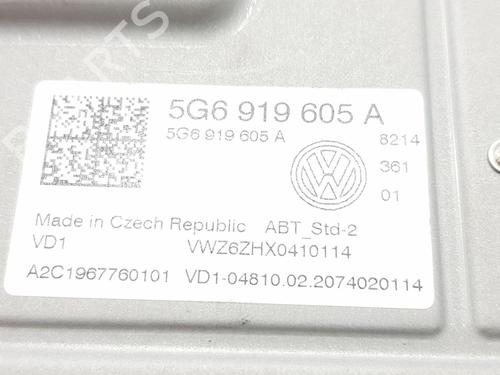 5G6 919 605 A
5G6 919 605 A
8214
361
01
Made in Czech Republic ABT_Std-2
VD1 VWZ6ZHX0410114
A2C1967760101 VD1-04810.02.2074020114
PARTS